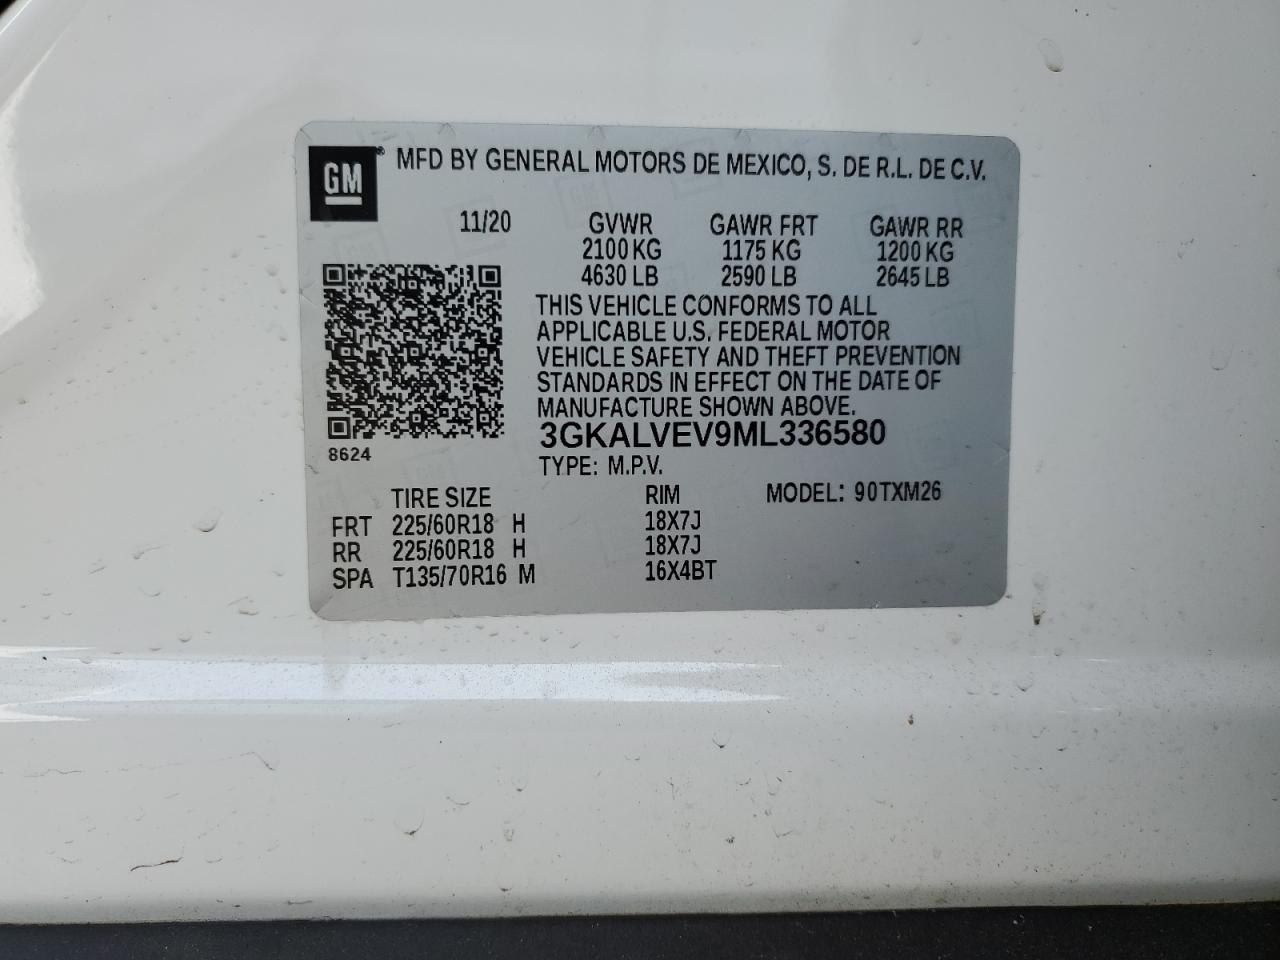 GM® MFD BY GENERAL MOTORS DE MEXICO, S. DE R.L. DE C.V.
11/20 GVWR GAWR FRT GAWR RR
2100 KG 1175 KG 1200 KG
4630 LB 2590 LB 2645 LB
THIS VEHICLE CONFORMS TO ALL
APPLICABLE U.S. FEDERAL MOTOR
VEHICLE SAFETY AND THEFT PREVENTION
STANDARDS IN EFFECT ON THE DATE OF
MANUFACTURE SHOWN ABOVE.
3GKALVEV9ML336580
8624
TYPE: M.P.V.
TIRE SIZE RIM MODEL: 90TXM26
FRT 225/60R18 H 18X7J
RR 225/60R18 H 18X7J
SPA T135/70R16 M 16X4BT